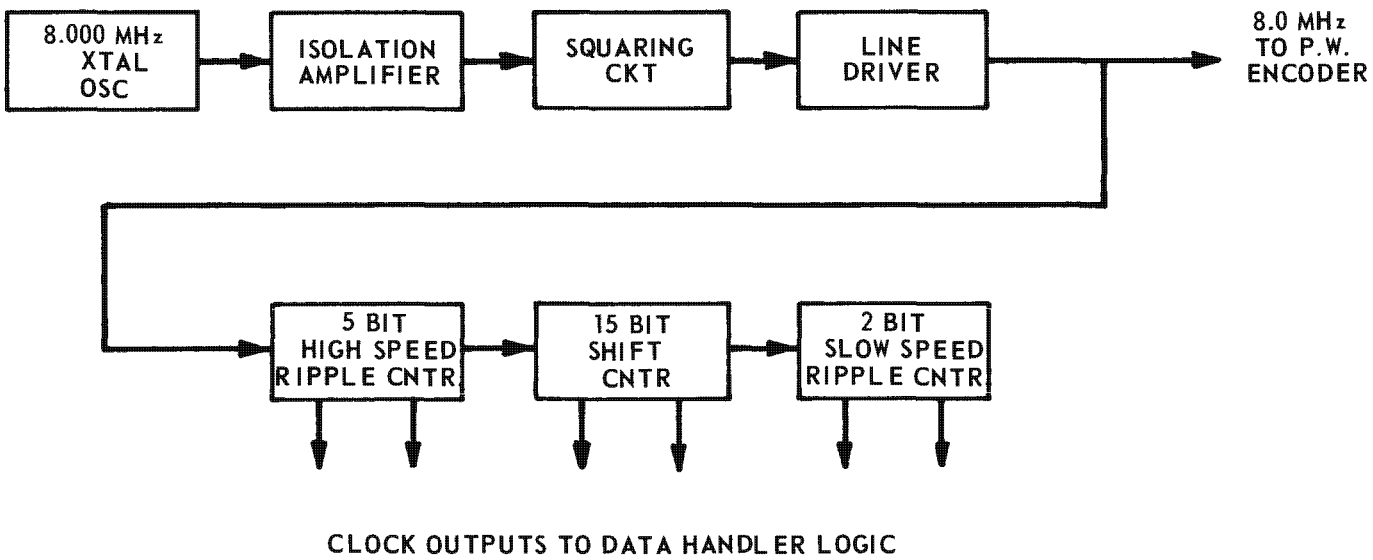 8.000 MHz
XTAL
OSC
ISOLATION
AMPLIFIER
SQUARING
CKT
LINE
DRIVER
8.0 MHz
TO P.W.
ENCODER
5 BIT
HIGH SPEED
RIPPLE CNTR
15 BIT
SHIFT
CNTR
2 BIT
SLOW SPEED
RIPPLE CNTR
CLOCK OUTPUTS TO DATA HANDLER LOGIC